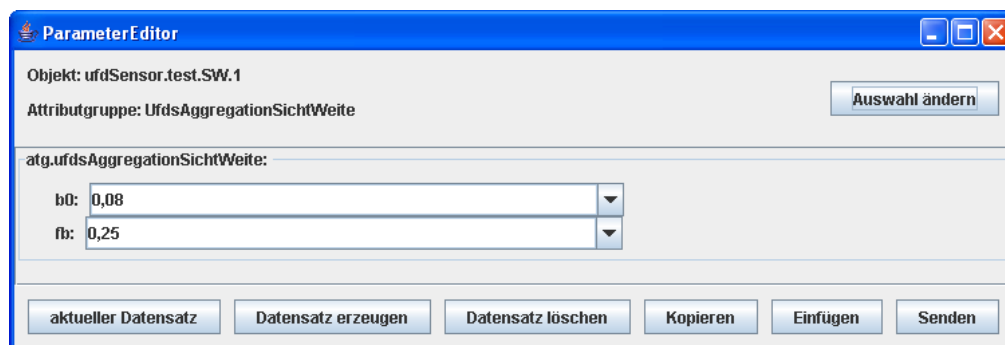 ParameterEditor
Objekt: ufdSensor.test.SW.1
Attributgruppe: UfdsAggregationSichtWeite
Auswahl ändern
atg.ufdsAggregationSichtWeite:
b0: 0,08
fb: 0,25
aktueller Datensatz Datensatz erzeugen Datensatz löschen Kopieren Einfügen Senden